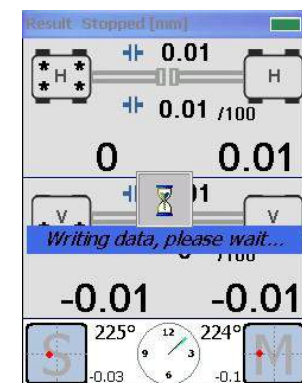 Result Stopped [mm]
0.01
H H
0.01 /100
0 0.01
V V
Writing data, please wait...
-0.01 -0.01
225° 12 224°
9 3
S M
-0.03 6 -0.1